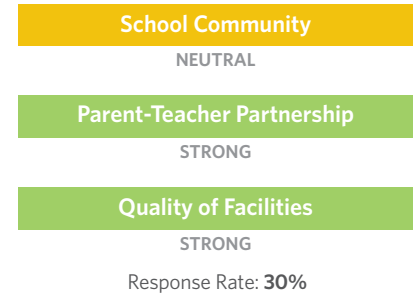 School Community
NEUTRAL
Parent-Teacher Partnership
STRONG
Quality of Facilities
STRONG
Response Rate: 30%